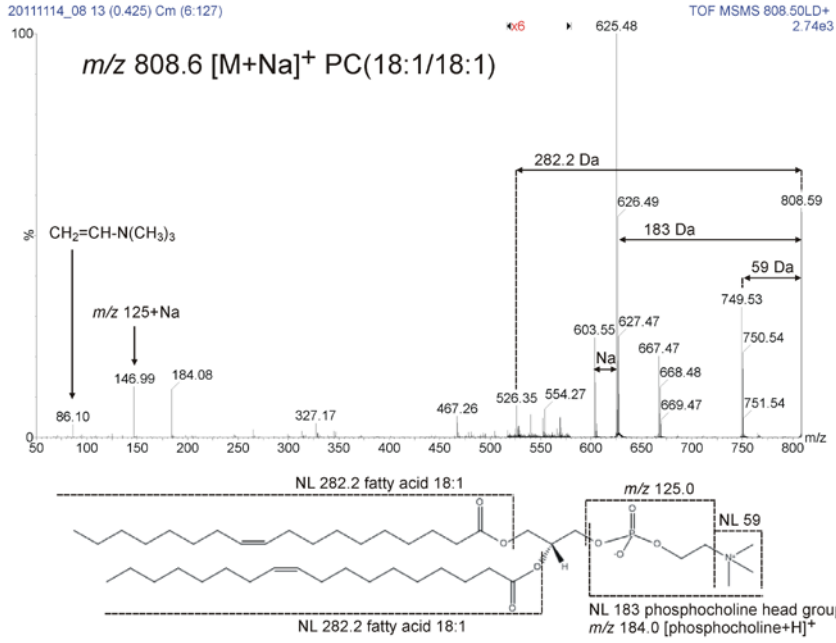 20111114_08 13 (0.425) Cm (6:127)
TOF MSMS 808.50LD+
2.74e3
x6
625.48
100
m/z 808.6 [M+Na]+ PC(18:1/18:1)
282.2 Da
808.59
626.49
183 Da
CH2=CH-N(CH3)3
%
59 Da
749.53
m/z 125+Na
603.55
627.47
Na
667.47
750.54
146.99
184.08
668.48
86.10
327.17
467.26
526.35
554.27
669.47
751.54
0
50 100 150 200 250 300 350 400 450 500 550 600 650 700 750 800 m/z
NL 282.2 fatty acid 18:1
m/z 125.0
NL 59
O
O
O
P
O
-O
O
N+
H
O
NL 282.2 fatty acid 18:1
NL 183 phosphocholine head group
m/z 184.0 [phosphocline+H]+